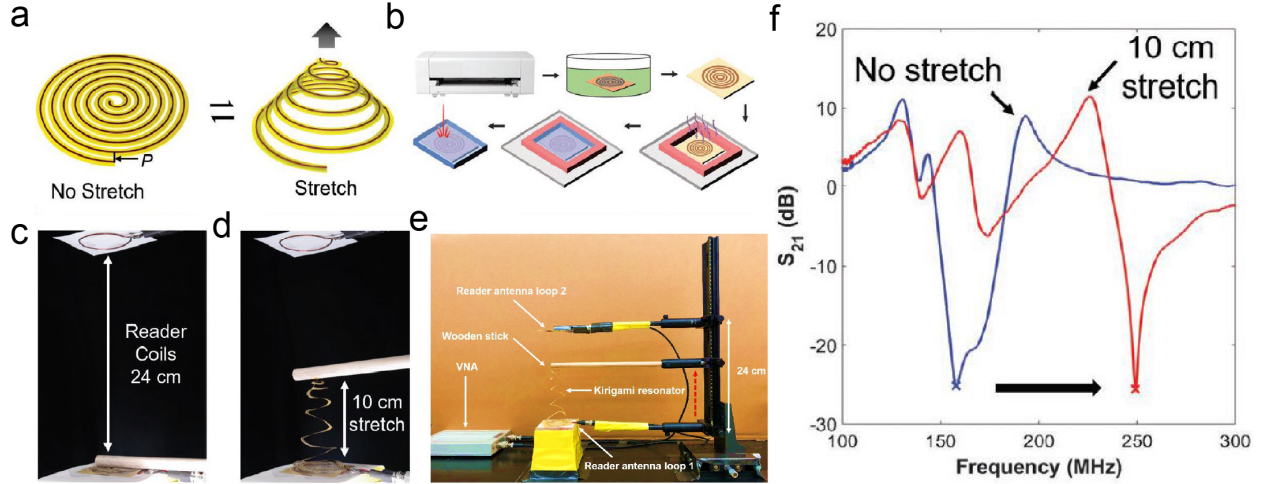 a
P
No Stretch
Stretch
b
c
Reader
Coils
24 cm
d
10 cm
stretch
e
Reader antenna loop 2
Wooden stick
VNA
Kirigami resonator
24 cm
Reader antenna loop 1
f
No stretch
10 cm
stretch
S21 (dB)
20
10
0
-10
-20
-30
100
150
200
250
300
Frequency (MHz)